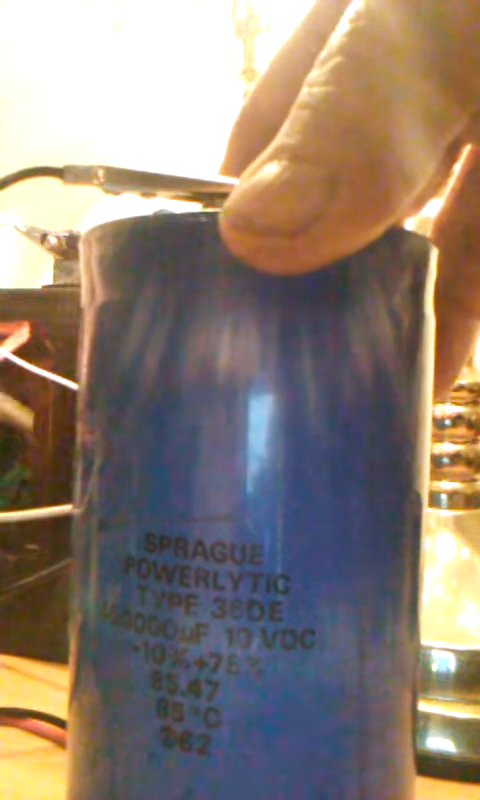 SPRAGUE
POWERLYTIC
TYPE 36DE
10 VDC
-10%+75%
85.47
85°C